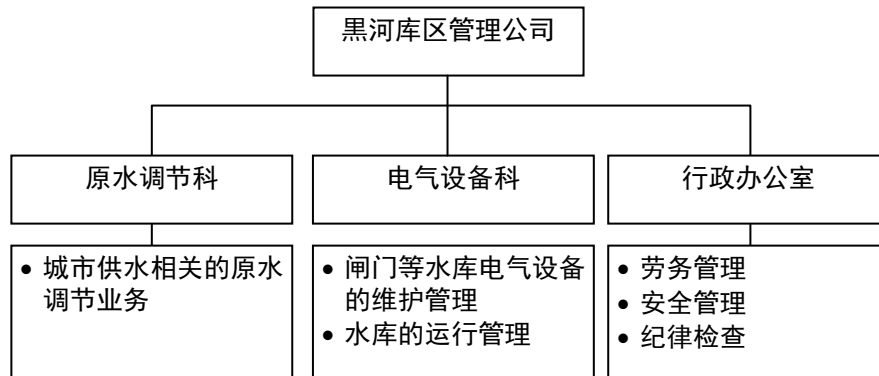 黒河库区管理公司
原水调节科
电气设备科
行政办公室
• 城市供水相关的原水
调节业务
• 闸门等水库电气设备
的维护管理
• 水库的运行管理
• 劳务管理
• 安全管理
• 纪律检查